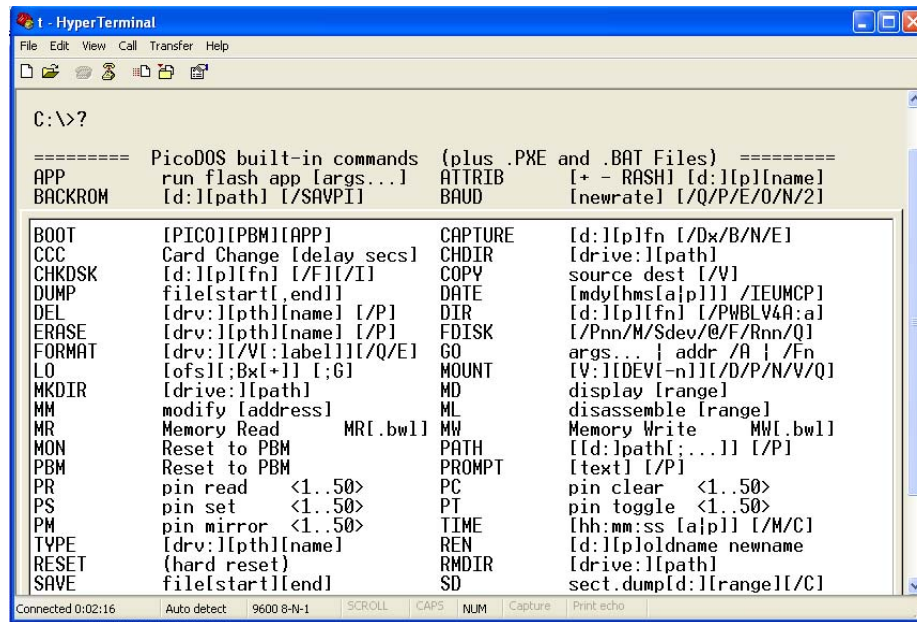 t - HyperTerminal
File Edit View Call Transfer Help
C:\>?
========= PicoDOS built-in commands (plus .PXE and .BAT Files) =========
APP run flash app [args...] ATTRIB [+ - RASH] [d:][p][name]
BACKROM [d:][path] [/SAVPI] BAUD [newrate] [/Q/P/E/O/N/2]
BOOT [PICO][PBM][APP] CAPTURE [d:][p]fn [/Dx/B/N/E]
CCC Card Change [delay secs] CHDIR [drive:][path]
CHKDSK [d:][p][fn] [/F][/I] COPY source dest [/V]
DUMP file[start[,end]] DATE [mdy[hms[a|p]]] /IEUMCP]
DEL [drv:][pth][name] [/P] DIR [d:][p][fn] [/PWBLV4A:a]
ERASE [drv:][pth][name] [/P] FDISK [/Pnn/M/Sdev/@/F/Rnn/Q]
FORMAT [drv:][/V[:label]][/Q/E] GO args... | addr /A | /Fn
LO [ofs][;Bx[+]] [;G] MOUNT [V:][DEV[-n]][/D/P/N/V/Q]
MKDIR [drive:][path] MD display [range]
MM modify [address] ML disassemble [range]
MR Memory Read MR[.bwl] MW Memory Write MW[.bwl]
MON Reset to PBM PATH [[d:]path[;...]] [/P]
PBM Reset to PBM PROMPT [text] [/P]
PR pin read <1..50> PC pin clear <1..50>
PS pin set <1..50> PT pin toggle <1..50>
PM pin mirror <1..50> TIME [hh:mm:ss [a|p]] [/M/C]
TYPE [drv:][pth][name] REN [d:][p]oldname newname
RESET (hard reset) RMDIR [drive:][path]
SAVE file[start][end] SD sect.dump[d:][range][/C]
Connected 0:02:16 Auto detect 9600 8-N-1 SCROLL CAPS NUM Capture Print echo